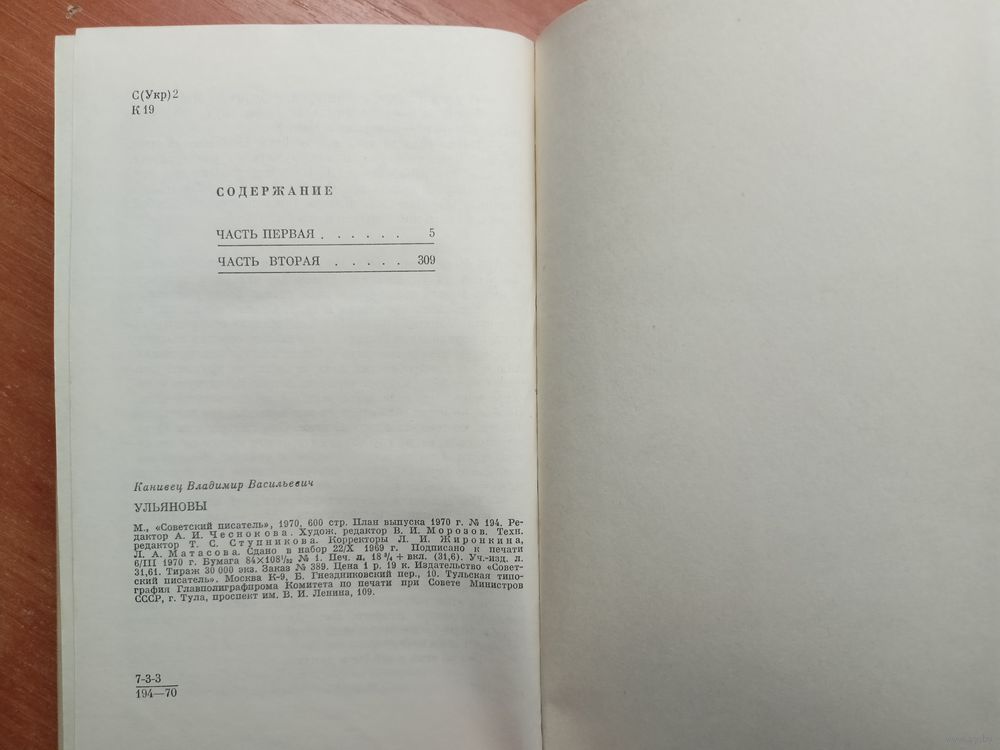 С(Укр)2
К 19
СОДЕРЖАНИЕ
ЧАСТЬ ПЕРВАЯ . . . . . . 5
ЧАСТЬ ВТОРАЯ . . . . . 309
Канивец Владимир Васильевич
УЛЬЯНОВЫ
М., «Советский писатель», 1970, 600 стр. План выпуска 1970 г. № 194. Ре-
дактор А. И. Чеснокова. Худож. редактор В. И. Морозов. Техн.
редактор Т. С. Ступникова. Корректоры Л. И. Жиронкина,
Л. А. Матасова. Сдано в набор 22/X 1969 г. Подписано к печати
6/III 1970 г. Бумага 84×108¹/₃₂ № 1. Печ. л. 18 ³/₄ + вкл. (31,6). Уч.-изд. л.
31,61. Тираж 30 000 экз. Заказ № 389. Цена 1 р. 19 к. Издательство «Совет-
ский писатель». Москва К-9, Б. Гнездниковский пер., 10. Тульская типо-
графия Главполиграфпрома Комитета по печати при Совете Министров
СССР, г. Тула, проспект им. В. И. Ленина, 109.
7-3-3
194—70